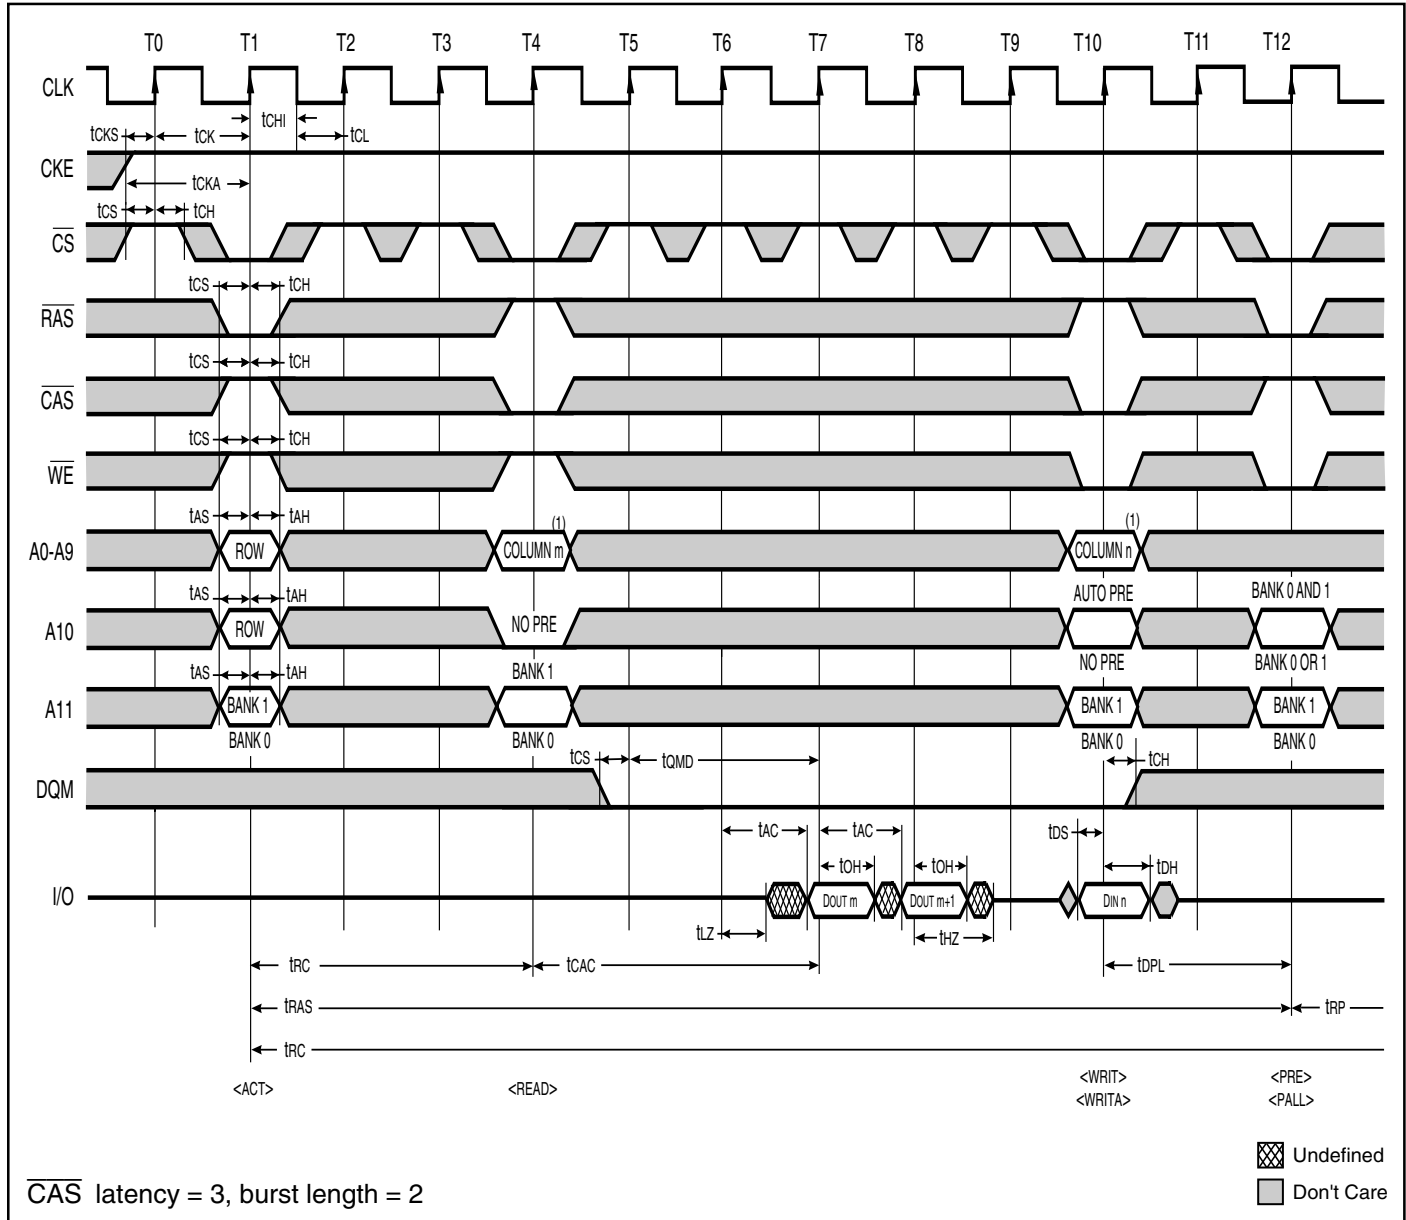 T0 T1 T2 T3 T4 T5 T6 T7 T8 T9 T10 T11 T12
CLK
tCHI
tCKS tCK tCL
CKE
tCKA
tCS tCH
CS
tCS tCH
RAS
tCS tCH
CAS
tCS tCH
WE
tAS tAH (1) (1)
A0-A9 ROW COLUMN m COLUMN n
tAS tAH AUTO PRE BANK 0 AND 1
A10 ROW NO PRE
NO PRE BANK 0 OR 1
tAS tAH BANK 1
A11 BANK 1 BANK 1 BANK 1
BANK 0 BANK 0 BANK 0 BANK 0
tCS tQMD tCH
DQM
tAC tAC tDS
tOH tOH tDH
I/O DOUT m DOUT m+1 DIN n
tLZ tHZ
tRC tCAC tDPL
tRAS tRP
tRC
<ACT> <READ> <WRIT> <PRE>
<WRITA> <PALL>
Undefined
Don't Care
CAS latency = 3, burst length = 2